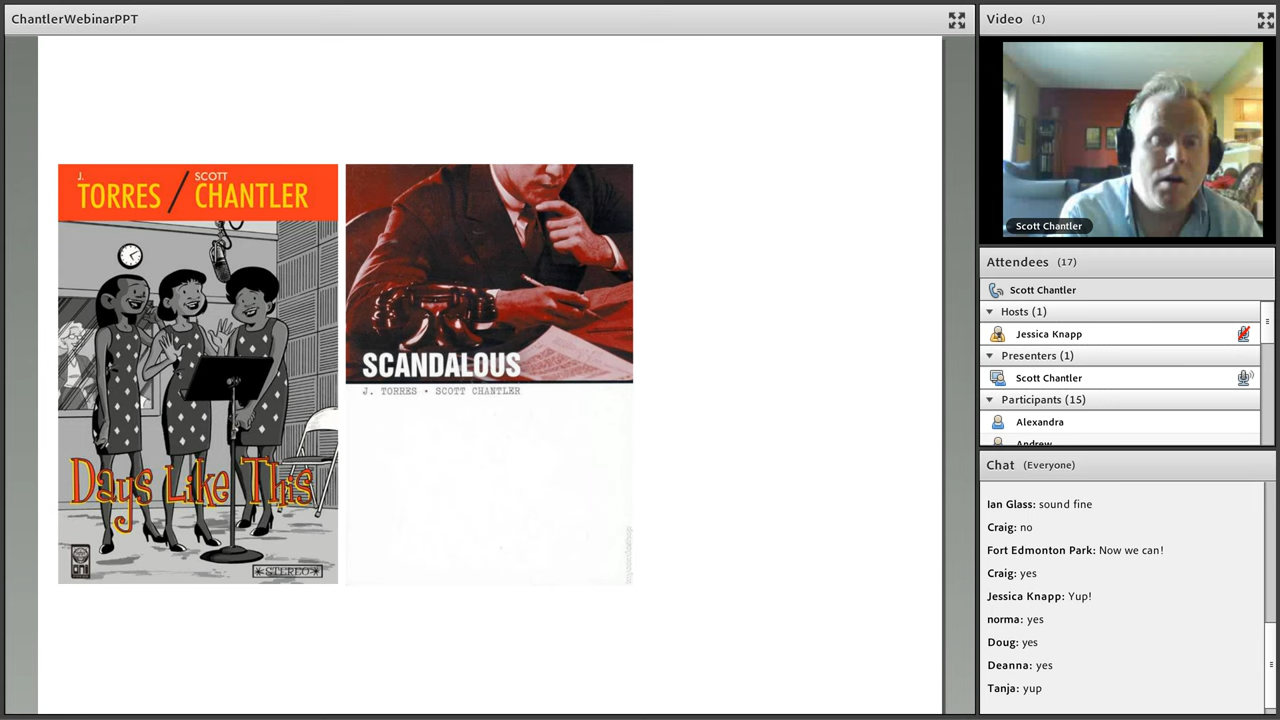 ChantlerWebinarPPT
J. SCOTT
TORRES / CHANTLER
Days Like This
STEREO
SCANDALOUS
J. TORRES • SCOTT CHANTLER
Video (1)
Scott Chantler
Attendees (17)
Scott Chantler
Hosts (1)
Jessica Knapp
Presenters (1)
Scott Chantler
Participants (15)
Alexandra
Andrew
Chat (Everyone)
Ian Glass: sound fine
Craig: no
Fort Edmonton Park: Now we can!
Craig: yes
Jessica Knapp: Yup!
norma: yes
Doug: yes
Deanna: yes
Tanja: yup